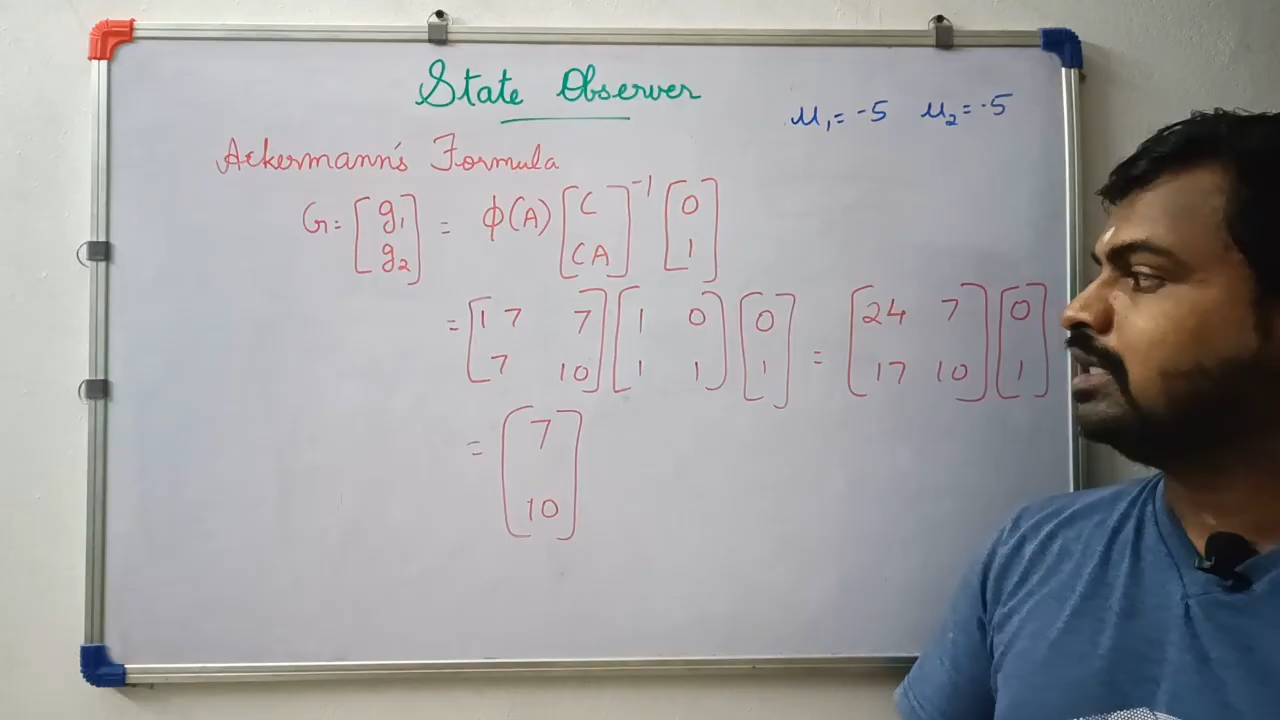 State Observer
μ₁ = -5 μ₂ = -5
Ackermann's Formula
G = [g₁ g₂] = ϕ(A) [C CA]⁻¹ [0 1]
= [17 7 7 10] [1 0 1 1] [0 1] = [24 7 17 10] [0 1]
= [7 10]